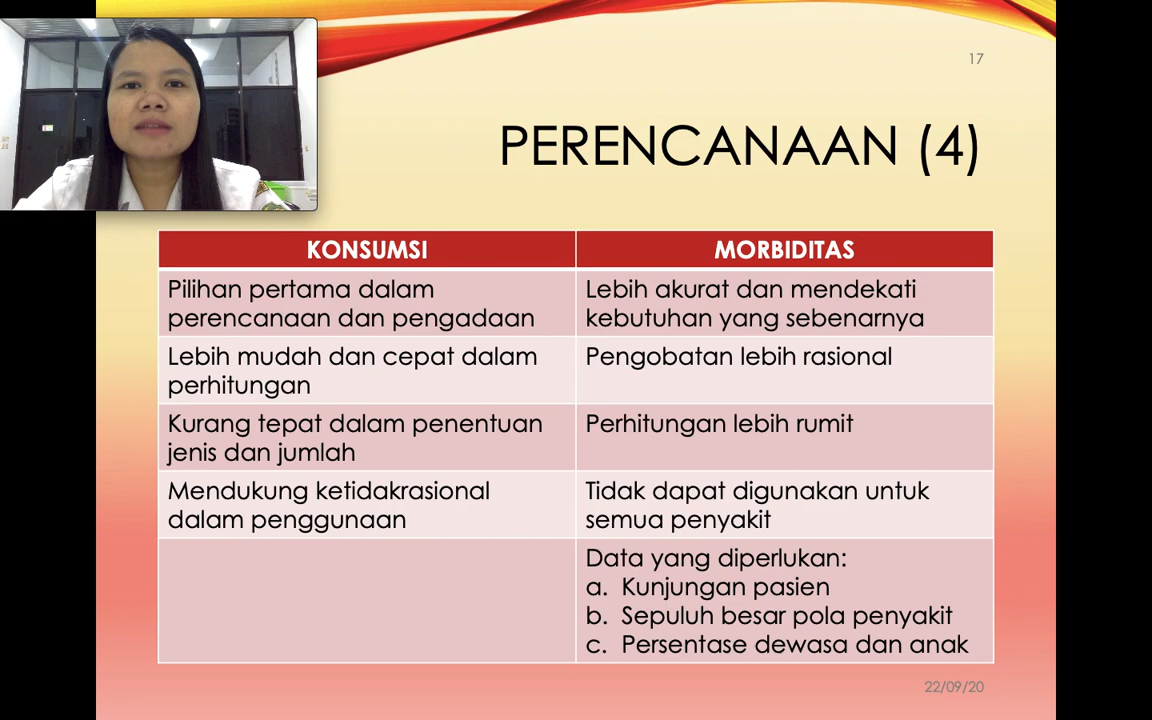 17
PERENCANAAN (4)
KONSUMSI
MORBIDITAS
Pilihan pertama dalam
perencanaan dan pengadaan
Lebih akurat dan mendekati
kebutuhan yang sebenarnya
Lebih mudah dan cepat dalam
perhitungan
Pengobatan lebih rasional
Kurang tepat dalam penentuan
jenis dan jumlah
Perhitungan lebih rumit
Mendukung ketidakrasional
dalam penggunaan
Tidak dapat digunakan untuk
semua penyakit
Data yang diperlukan:
a. Kunjungan pasien
b. Sepuluh besar pola penyakit
c. Persentase dewasa dan anak
22/09/20